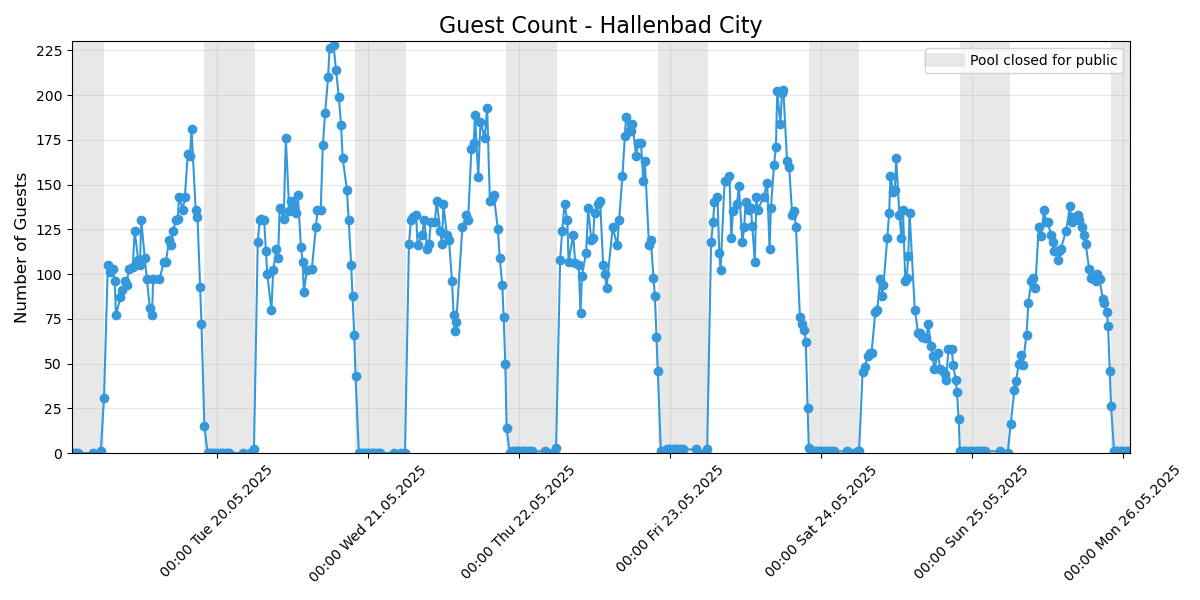 Guest Count - Hallenbad City
Pool closed for public
Number of Guests
225
200
175
150
125
100
75
50
25
0
00:00 Tue 20.05.2025
00:00 Wed 21.05.2025
00:00 Thu 22.05.2025
00:00 Fri 23.05.2025
00:00 Sat 24.05.2025
00:00 Sun 25.05.2025
00:00 Mon 26.05.2025